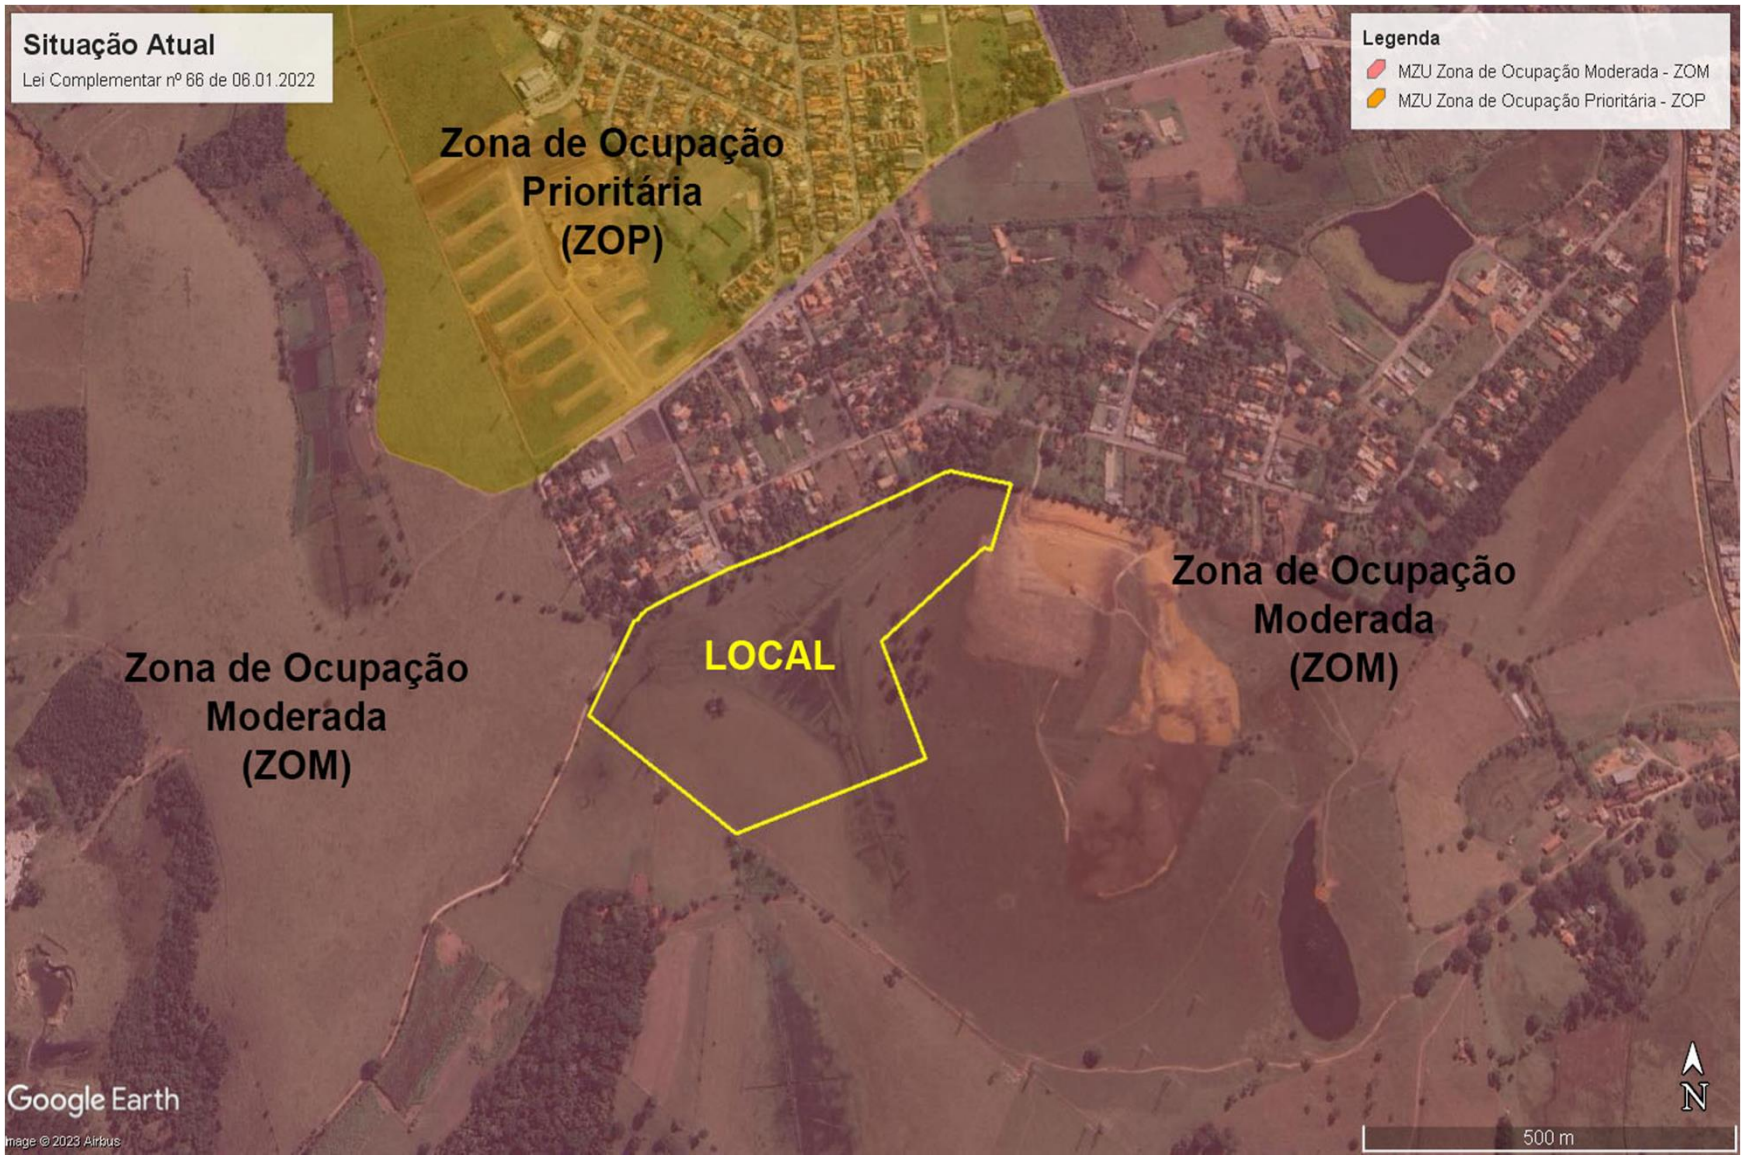 Situação Atual
Lei Complementar nº 66 de 06.01.2022
Legenda
MZU Zona de Ocupação Moderada - ZOM
MZU Zona de Ocupação Prioritária - ZOP
Zona de Ocupação
Prioritária
(ZOP)
Zona de Ocupação
Moderada
(ZOM)
LOCAL
Zona de Ocupação
Moderada
(ZOM)
Google Earth
mage © 2023 Airbus
N
500 m